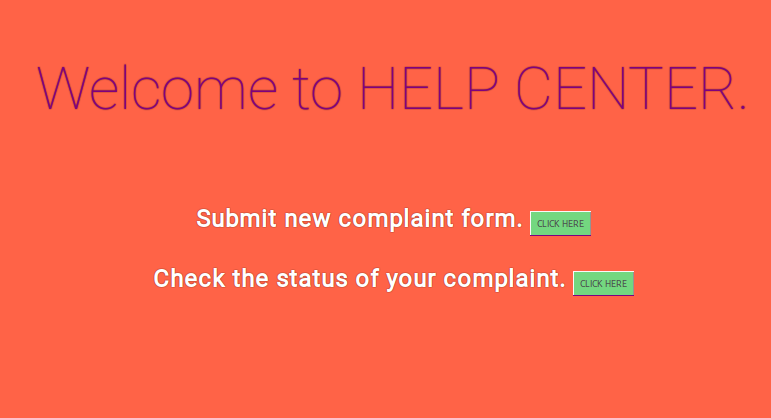 Welcome to HELP CENTER.
Submit new complaint form. CLICK HERE
Check the status of your complaint. CLICK HERE